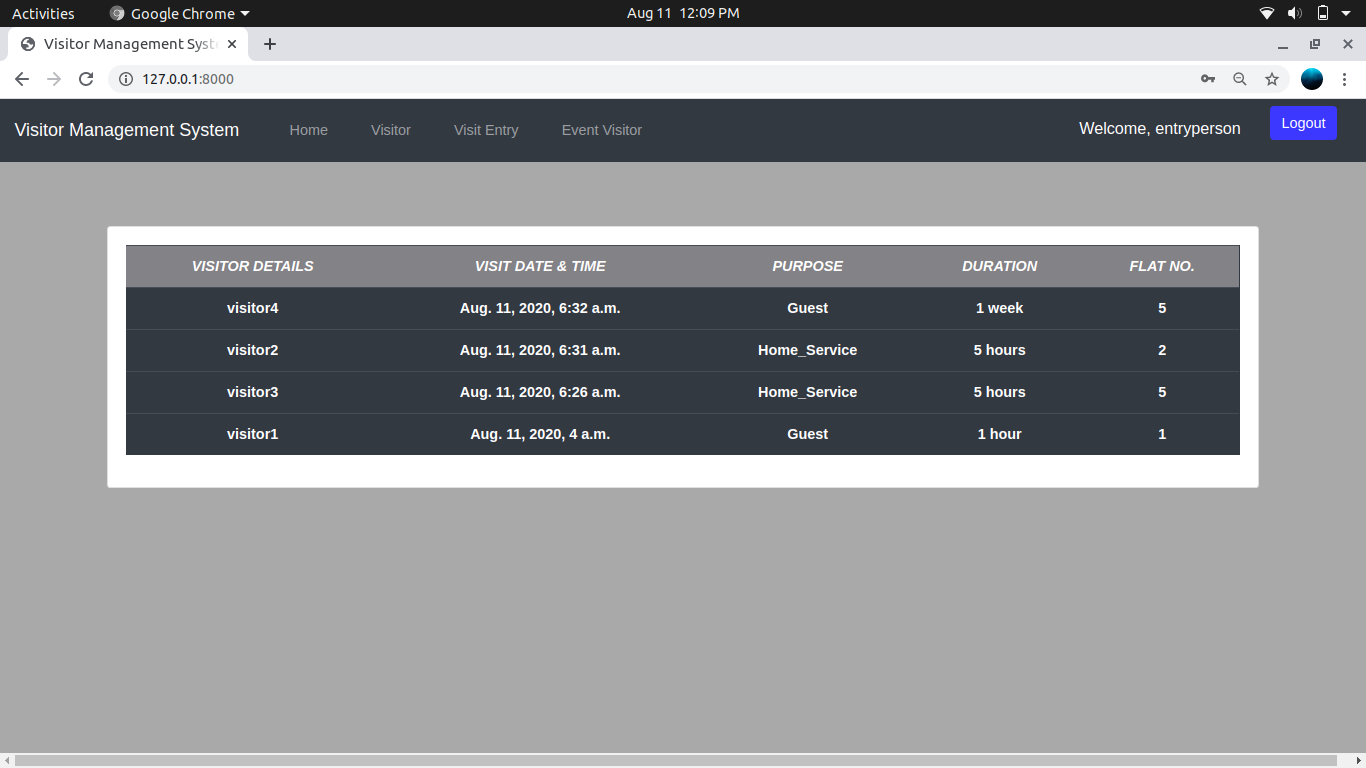 Activities Google Chrome Aug 11 12:09 PM
Visitor Management Syst
127.0.0.1:8000
Visitor Management System Home Visitor Visit Entry Event Visitor Welcome, entryperson Logout
VISITOR DETAILS VISIT DATE & TIME PURPOSE DURATION FLAT NO.
visitor4 Aug. 11, 2020, 6:32 a.m. Guest 1 week 5
visitor2 Aug. 11, 2020, 6:31 a.m. Home_Service 5 hours 2
visitor3 Aug. 11, 2020, 6:26 a.m. Home_Service 5 hours 5
visitor1 Aug. 11, 2020, 4 a.m. Guest 1 hour 1